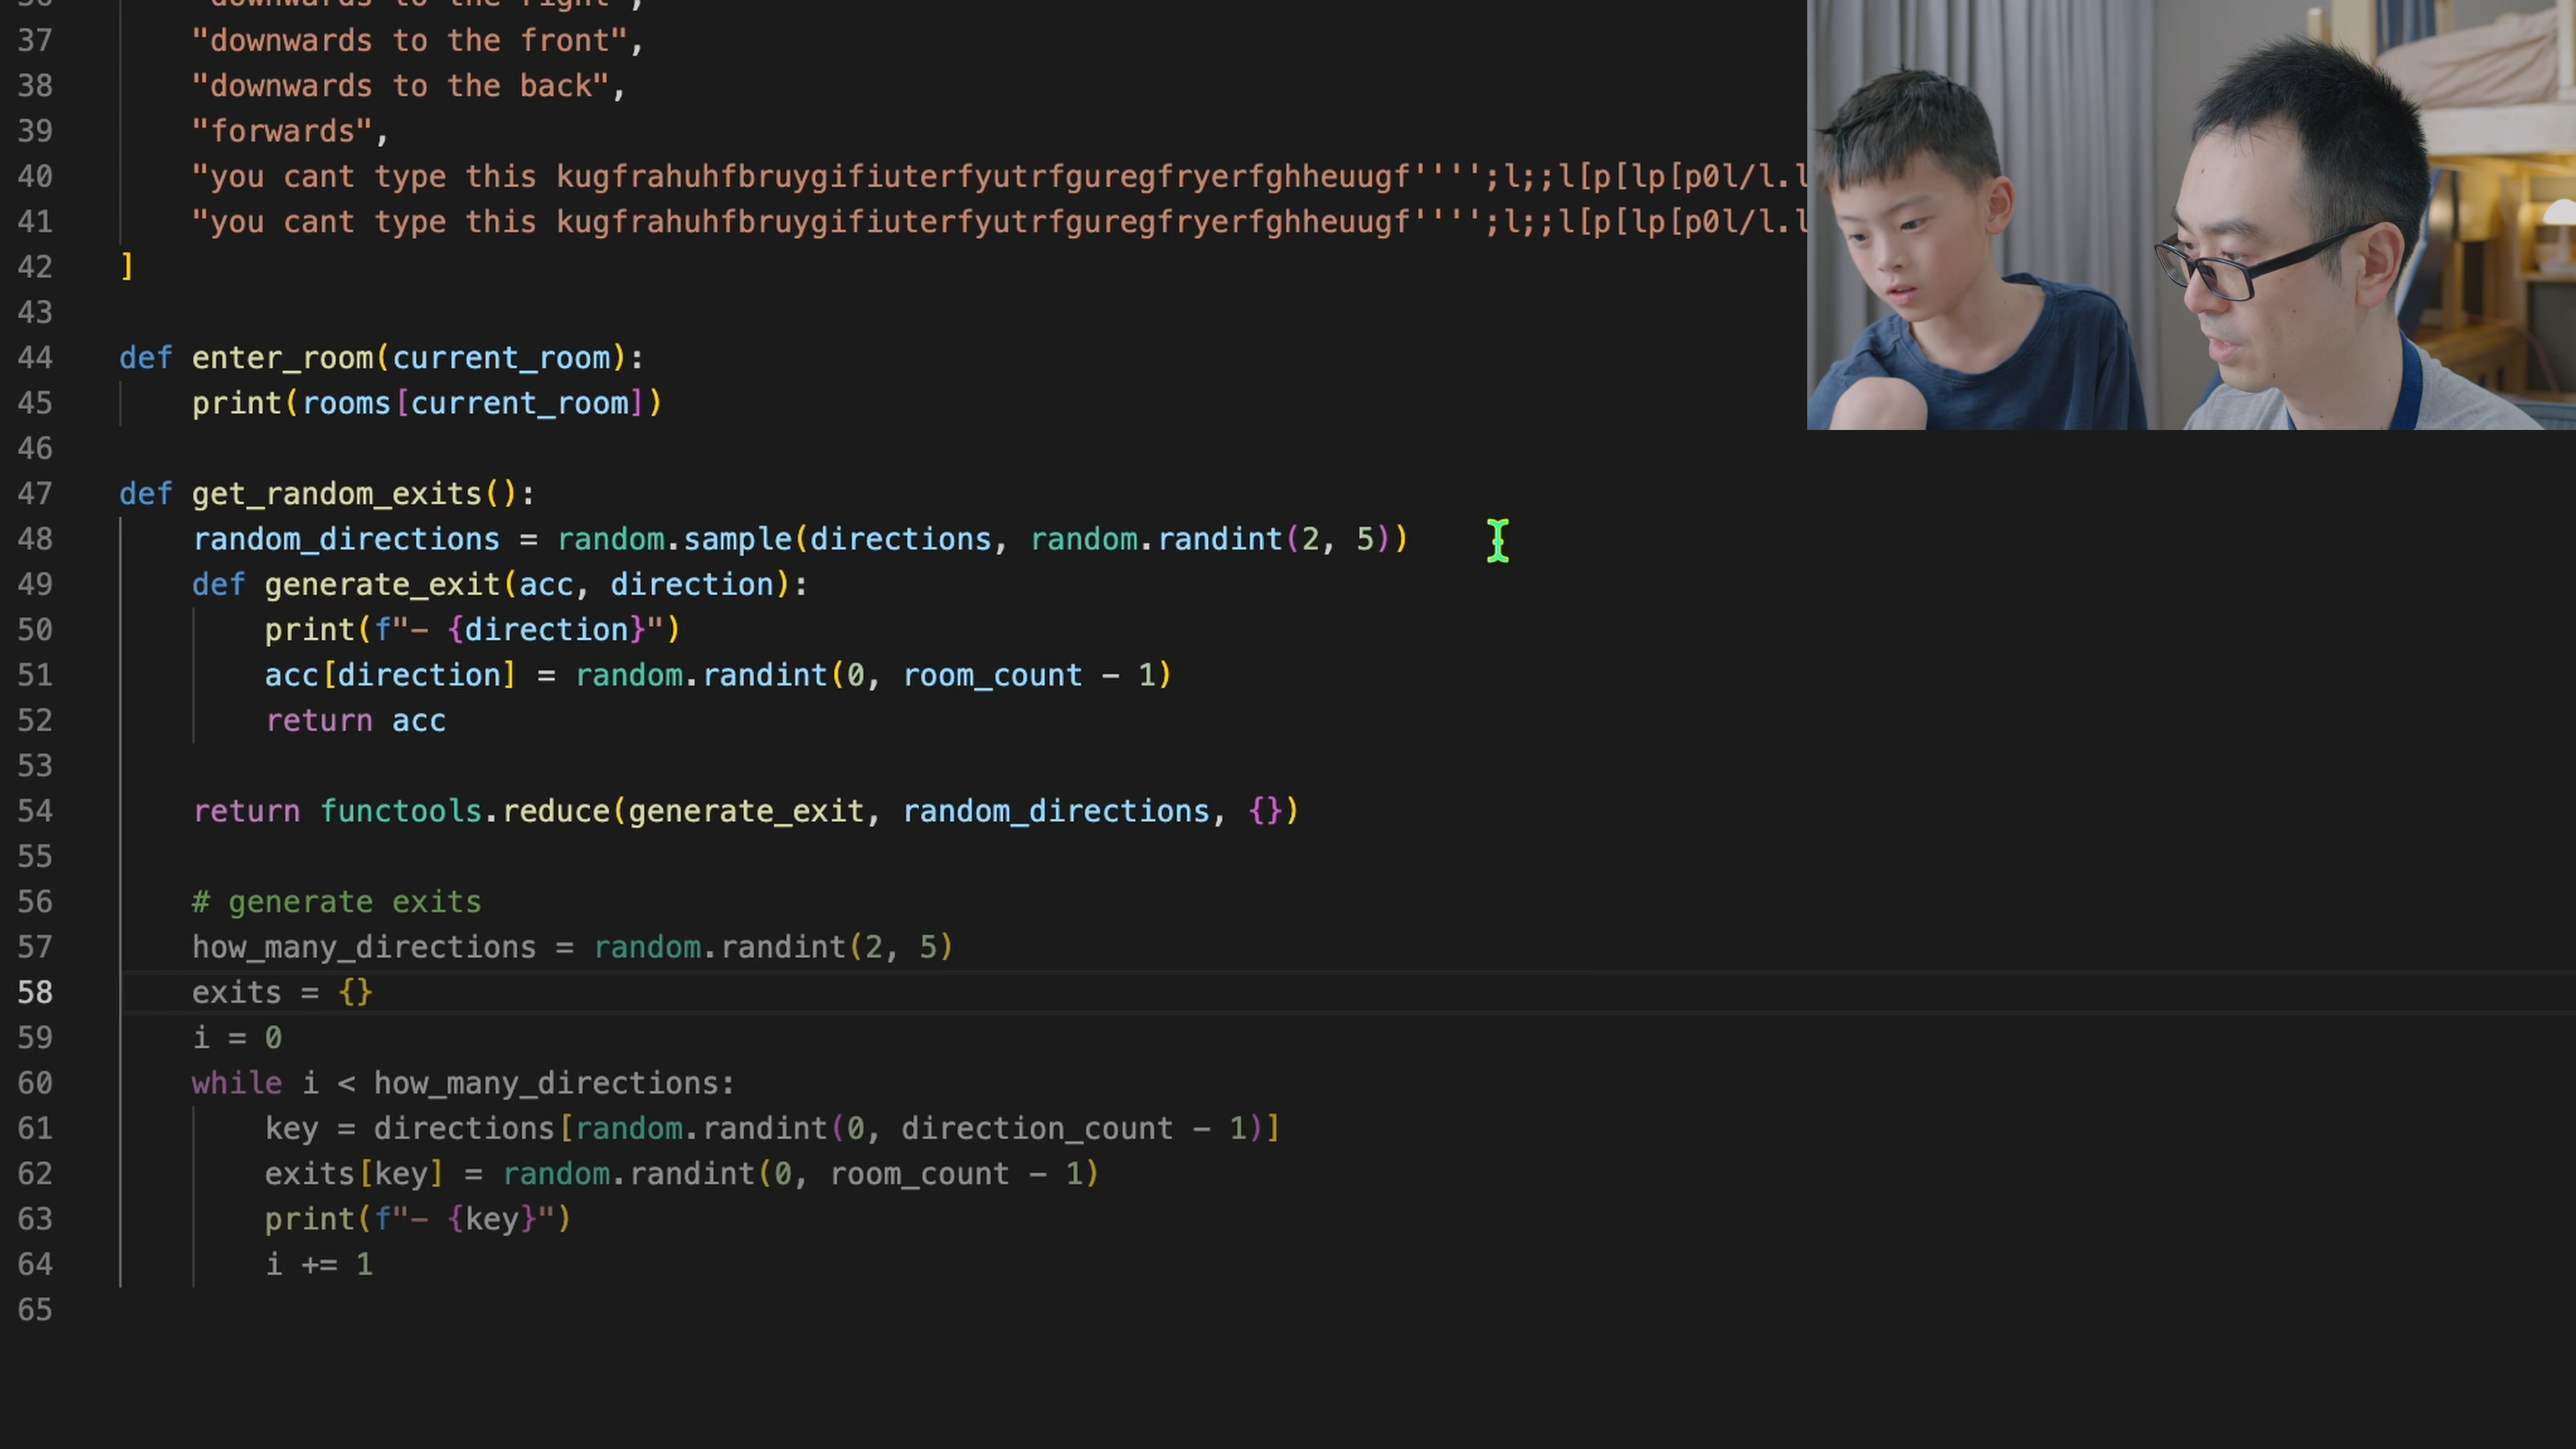 36 "downwards to the right",
37 "downwards to the front",
38 "downwards to the back",
39 "forwards",
40 "you cant type this kugfrahuhfbruygifiuterfyutrfguregfryerfghheuugf'''';l;;l[p[lp[p0l/l.l
41 "you cant type this kugfrahuhfbruygifiuterfyutrfguregfryerfghheuugf'''';l;;l[p[lp[p0l/l.l
42 ]
43
44 def enter_room(current_room):
45 print(rooms[current_room])
46
47 def get_random_exits():
48 random_directions = random.sample(directions, random.randint(2, 5))
49 def generate_exit(acc, direction):
50 print(f"- {direction}")
51 acc[direction] = random.randint(0, room_count - 1)
52 return acc
53
54 return functools.reduce(generate_exit, random_directions, {})
55
56 # generate exits
57 how_many_directions = random.randint(2, 5)
58 exits = {}
59 i = 0
60 while i < how_many_directions:
61 key = directions[random.randint(0, direction_count - 1)]
62 exits[key] = random.randint(0, room_count - 1)
63 print(f"- {key}")
64 i += 1
65